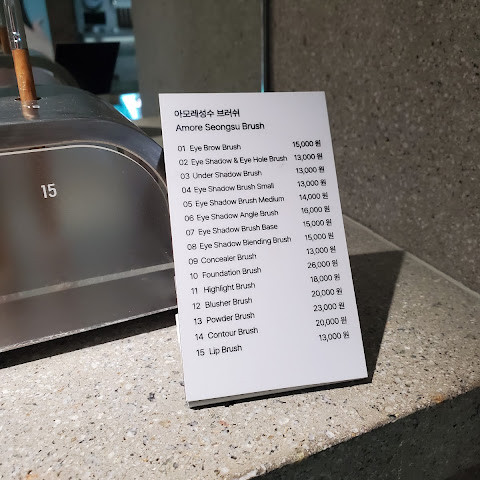 아모레성수 브러쉬
Amore Seongsu Brush
01 Eye Brow Brush 15,000 원
02 Eye Shadow & Eye Hole Brush 13,000 원
03 Under Shadow Brush 13,000 원
04 Eye Shadow Brush Small 13,000 원
05 Eye Shadow Brush Medium 14,000 원
06 Eye Shadow Angle Brush 16,000 원
07 Eye Shadow Brush Base 15,000 원
08 Eye Shadow Blending Brush 15,000 원
09 Concealer Brush 13,000 원
10 Foundation Brush 26,000 원
11 Highlight Brush 18,000 원
12 Blusher Brush 20,000 원
13 Powder Brush 23,000 원
14 Contour Brush 20,000 원
15 Lip Brush 13,000 원
15